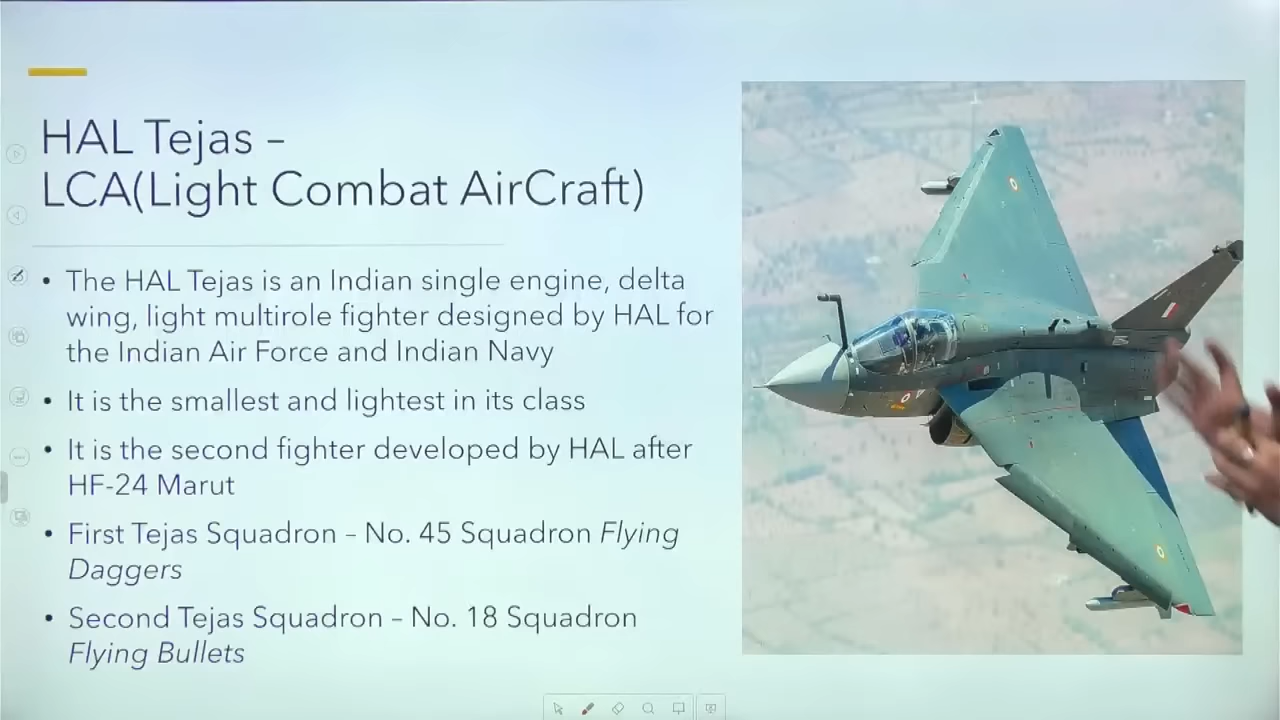 HAL Tejas –
LCA(Light Combat AirCraft)
• The HAL Tejas is an Indian single engine, delta
wing, light multirole fighter designed by HAL for
the Indian Air Force and Indian Navy
• It is the smallest and lightest in its class
• It is the second fighter developed by HAL after
HF-24 Marut
• First Tejas Squadron – No. 45 Squadron Flying
Daggers
• Second Tejas Squadron – No. 18 Squadron
Flying Bullets